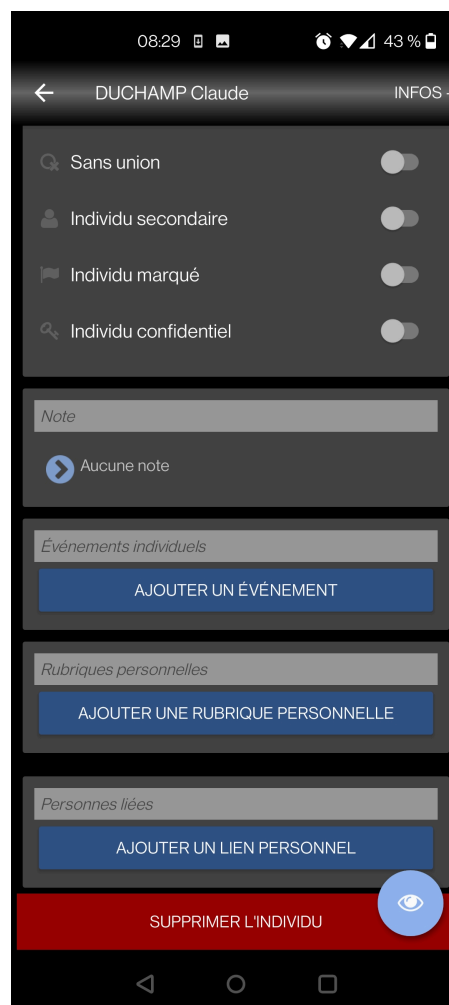 08:29 43 %
DUCHAMP Claude INFOS
Sans union
Individu secondaire
Individu marqué
Individu confidentiel
Note
Aucune note
Événements individuels
AJOUTER UN ÉVÉNEMENT
Rubriques personnelles
AJOUTER UNE RUBRIQUE PERSONNELLE
Personnes liées
AJOUTER UN LIEN PERSONNEL
SUPPRIMER L'INDIVIDU